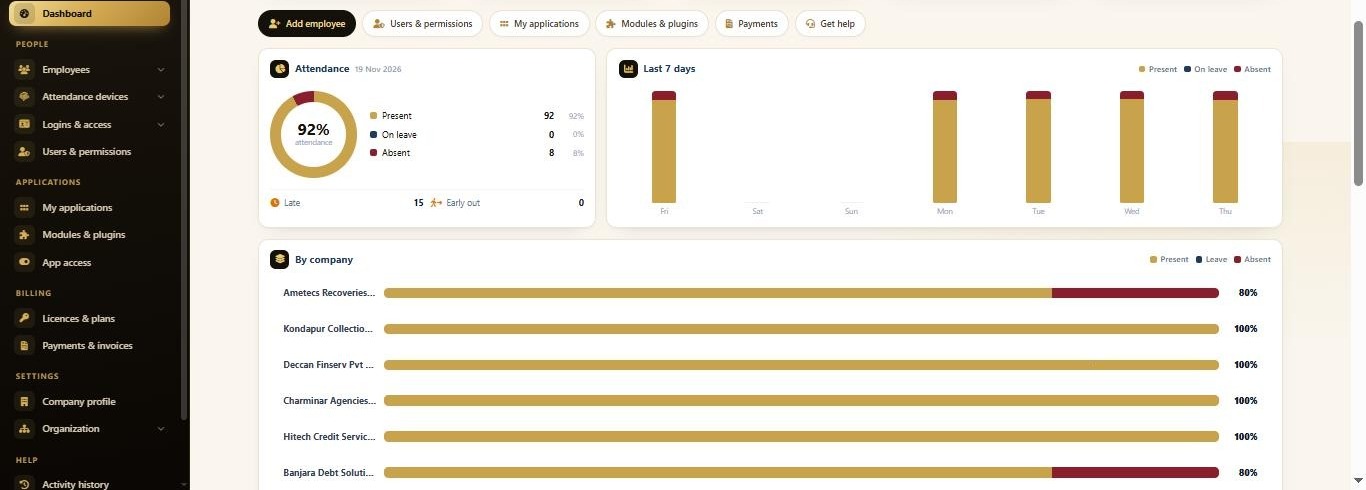 Dashboard
PEOPLE
Employees
Attendance devices
Logins & access
Users & permissions
APPLICATIONS
My applications
Modules & plugins
App access
BILLING
Licences & plans
Payments & invoices
SETTINGS
Company profile
Organization
HELP
Activity history
Add employee
Users & permissions
My applications
Modules & plugins
Payments
Get help
Attendance 19 Nov 2026
92%
attendance
Present 92 92%
On leave 0 0%
Absent 8 8%
Late 15 Early out 0
Last 7 days
Present On leave Absent
Fri Sat Sun Mon Tue Wed Thu
By company
Present Leave Absent
Ametecs Recoveries... 80%
Kondapur Collectio... 100%
Deccan Finserv Pvt ... 100%
Charminar Agencies... 100%
Hitech Credit Servic... 100%
Banjara Debt Soluti... 80%